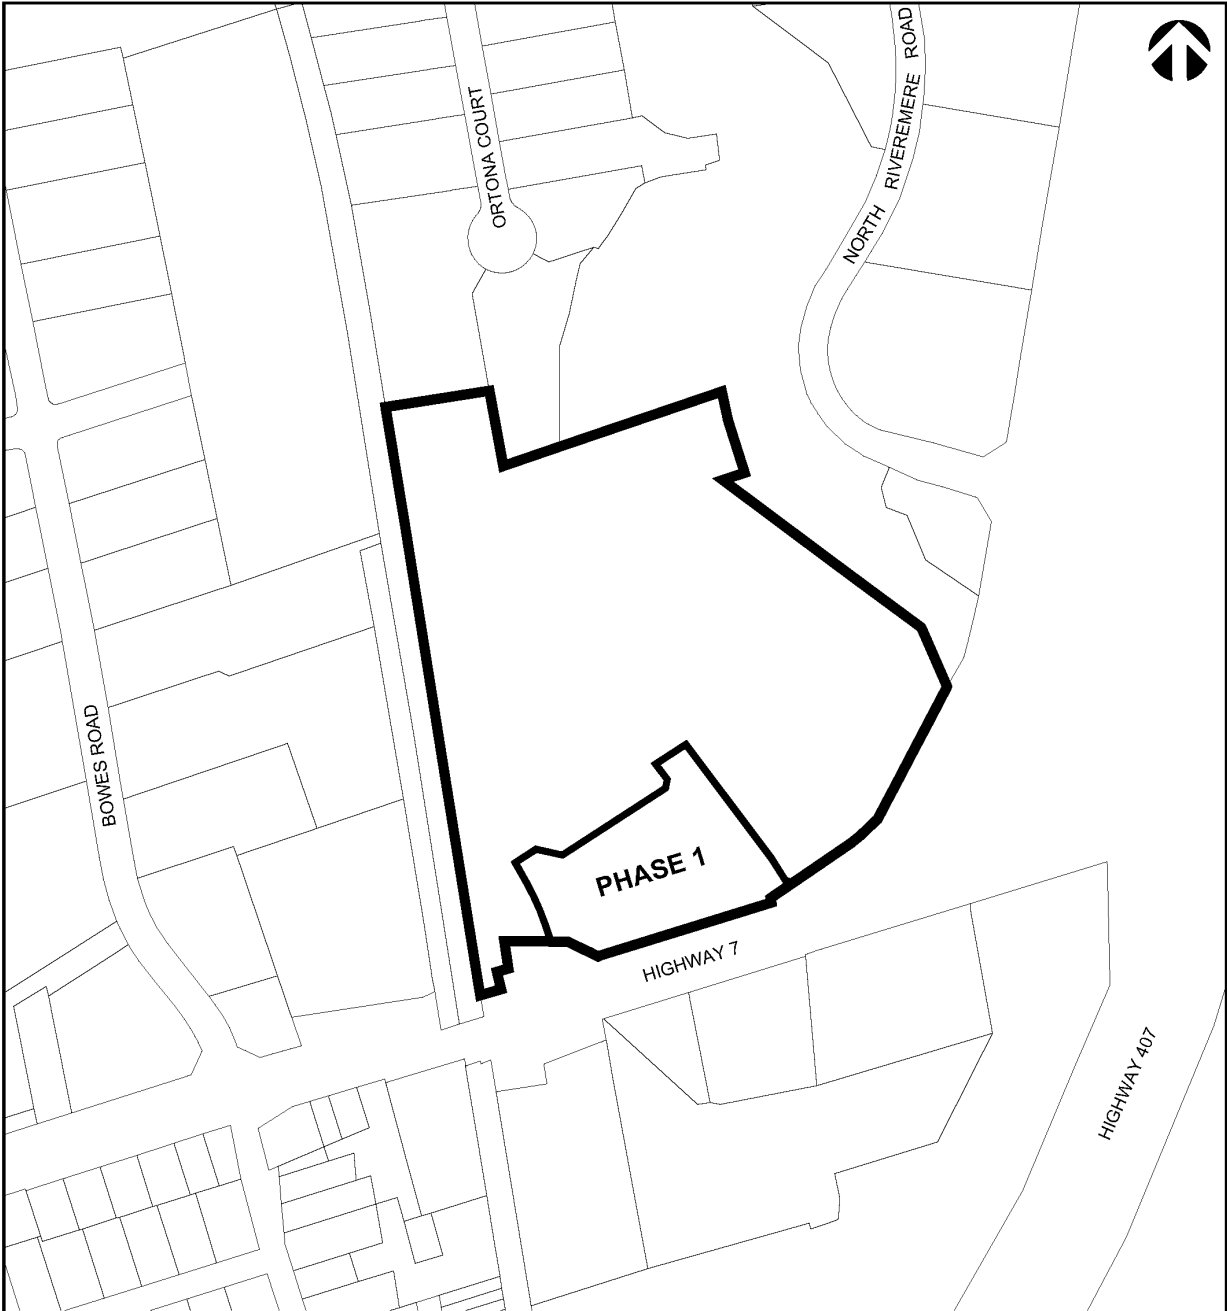 ORTONA COURT
NORTH RIVEREMERE ROAD
BOWES ROAD
PHASE 1
HIGHWAY 7
HIGHWAY 407